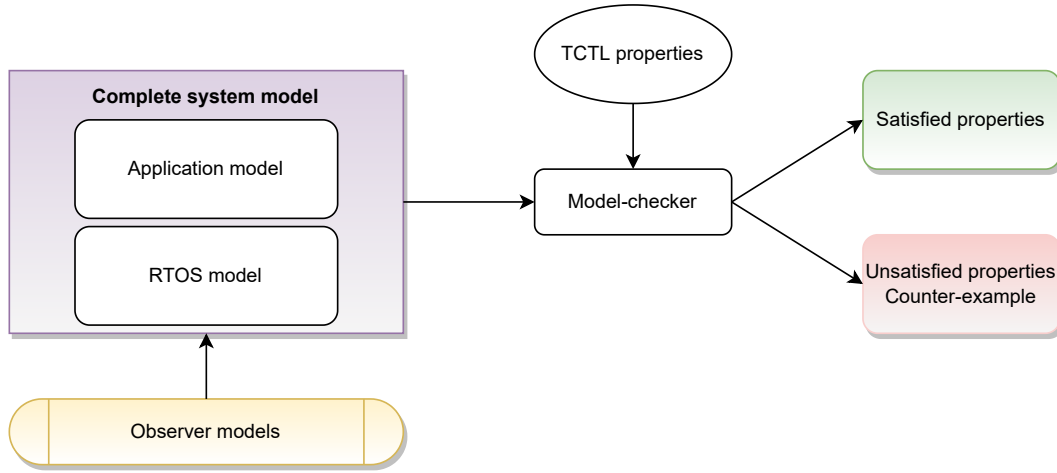 TCTL properties
Complete system model
Application model
RTOS model
Model-checker
Satisfied properties
Unsatisfied properties
Counter-example
Observer models